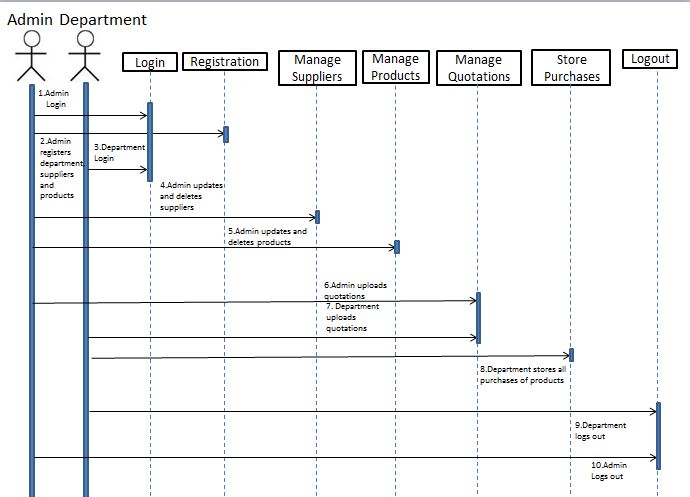 Admin Department
Login
Registration
Manage
Suppliers
Manage
Products
Manage
Quotations
Store
Purchases
Logout
1.Admin
Login
2.Admin
registers
department,
suppliers
and
products
3.Department
Login
4.Admin updates
and deletes
suppliers
5.Admin updates and
deletes products
6.Admin uploads
quotations
7. Department
uploads
quotations
8.Department stores all
purchases of products
9.Department
logs out
10.Admin
Logs out